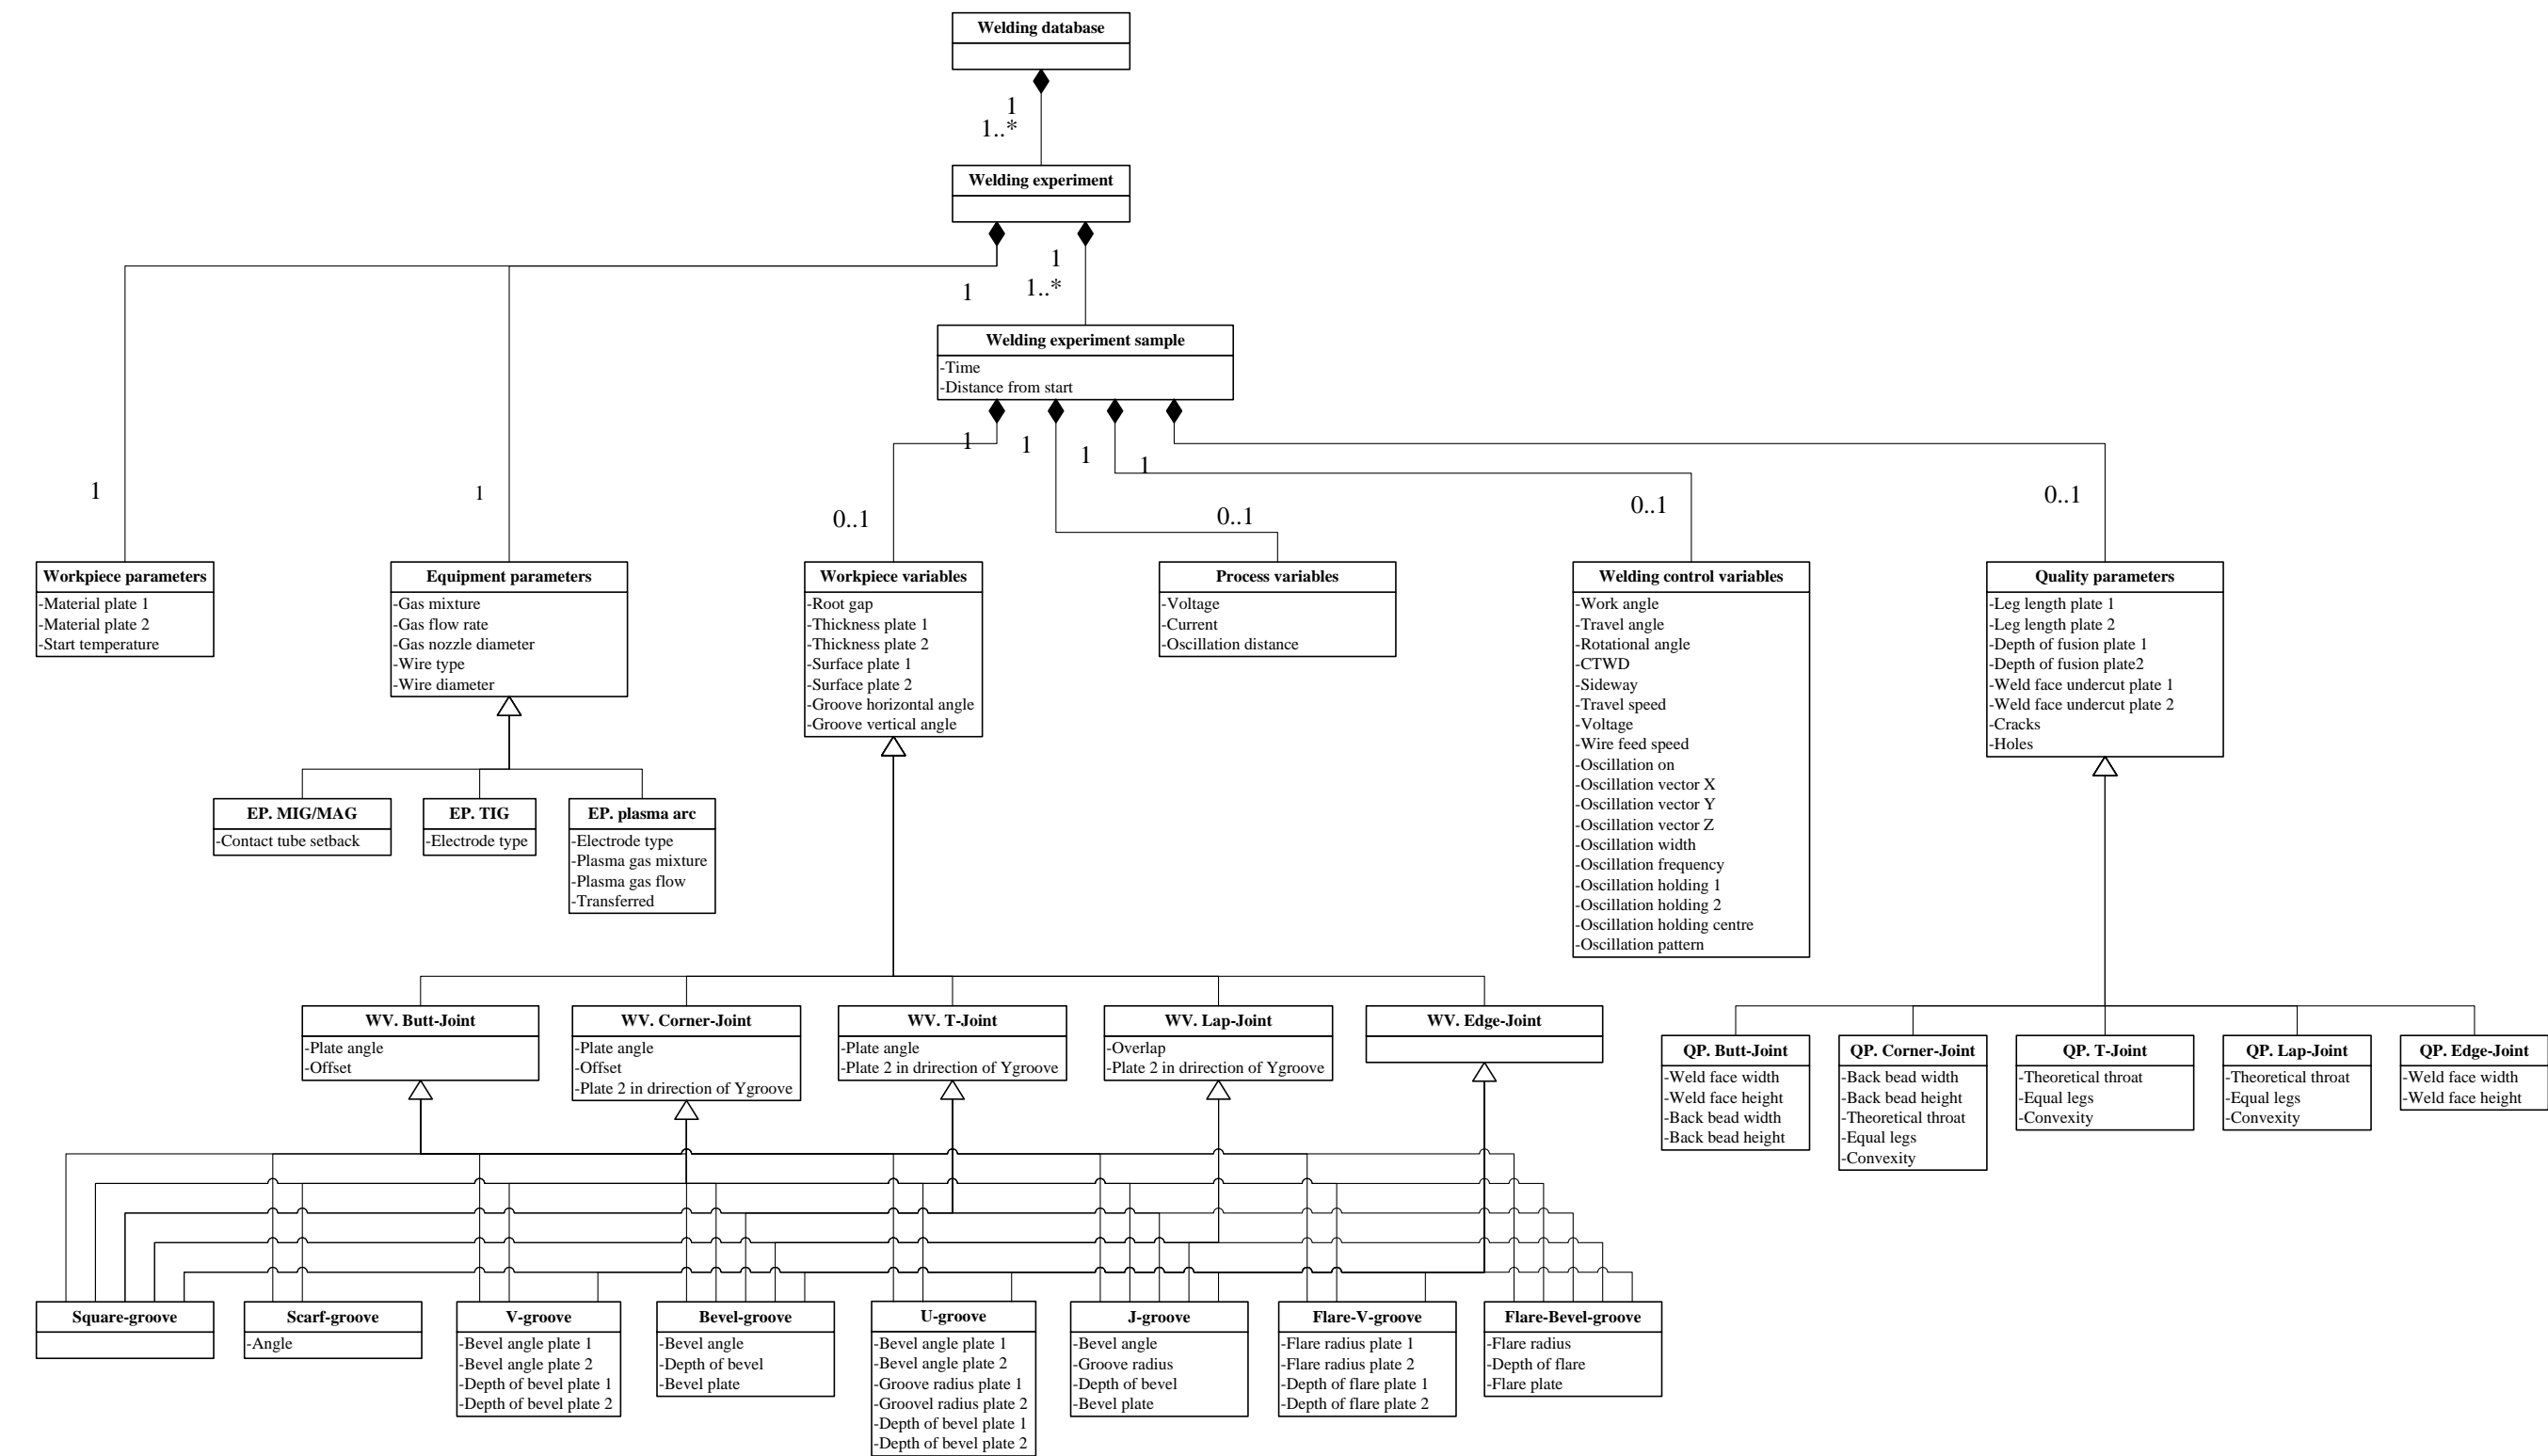 Welding database
1
1..*
Welding experiment
1
1..*
1
Welding experiment sample
-Time
-Distance from start
1
1
1
1
1
1
0..1
0..1
0..1
0..1
Workpiece parameters
-Material plate 1
-Material plate 2
-Start temperature
Equipment parameters
-Gas mixture
-Gas flow rate
-Gas nozzle diameter
-Wire type
-Wire diameter
Workpiece variables
-Root gap
-Thickness plate 1
-Thickness plate 2
-Surface plate 1
-Surface plate 2
-Groove horizontal angle
-Groove vertical angle
Process variables
-Voltage
-Current
-Oscillation distance
Welding control variables
-Work angle
-Travel angle
-Rotational angle
-CTWD
-Sideway
-Travel speed
-Voltage
-Wire feed speed
-Oscillation on
-Oscillation vector X
-Oscillation vector Y
-Oscillation vector Z
-Oscillation width
-Oscillation frequency
-Oscillation holding 1
-Oscillation holding 2
-Oscillation holding centre
-Oscillation pattern
Quality parameters
-Leg length plate 1
-Leg length plate 2
-Depth of fusion plate 1
-Depth of fusion plate2
-Weld face undercut plate 1
-Weld face undercut plate 2
-Cracks
-Holes
EP. MIG/MAG
-Contact tube setback
EP. TIG
-Electrode type
EP. plasma arc
-Electrode type
-Plasma gas mixture
-Plasma gas flow
-Transferred
WV. Butt-Joint
-Plate angle
-Offset
WV. Corner-Joint
-Plate angle
-Offset
-Plate 2 in drirection of Ygroove
WV. T-Joint
-Plate angle
-Plate 2 in drirection of Ygroove
WV. Lap-Joint
-Overlap
-Plate 2 in drirection of Ygroove
WV. Edge-Joint
QP. Butt-Joint
-Weld face width
-Weld face height
-Back bead width
-Back bead height
QP. Corner-Joint
-Back bead width
-Back bead height
-Theoretical throat
-Equal legs
-Convexity
QP. T-Joint
-Theoretical throat
-Equal legs
-Convexity
QP. Lap-Joint
-Theoretical throat
-Equal legs
-Convexity
QP. Edge-Joint
-Weld face width
-Weld face height
Square-groove
Scarf-groove
-Angle
V-groove
-Bevel angle plate 1
-Bevel angle plate 2
-Depth of bevel plate 1
-Depth of bevel plate 2
Bevel-groove
-Bevel angle
-Depth of bevel
-Bevel plate
U-groove
-Bevel angle plate 1
-Bevel angle plate 2
-Groove radius plate 1
-Groovel radius plate 2
-Depth of bevel plate 1
-Depth of bevel plate 2
J-groove
-Bevel angle
-Groove radius
-Depth of bevel
-Bevel plate
Flare-V-groove
-Flare radius plate 1
-Flare radius plate 2
-Depth of flare plate 1
-Depth of flare plate 2
Flare-Bevel-groove
-Flare radius
-Depth of flare
-Flare plate